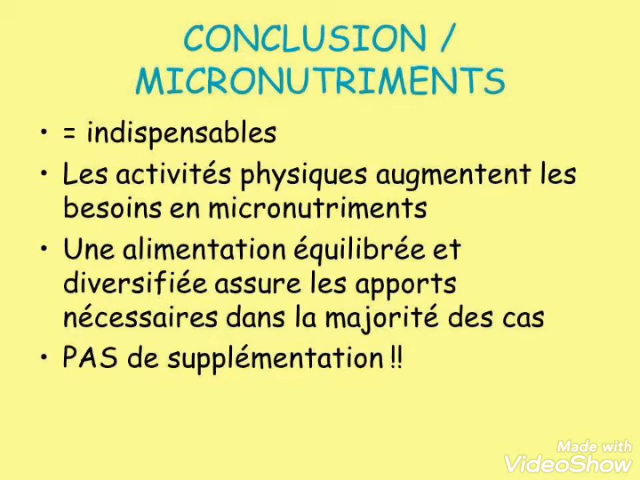 CONCLUSION /
MICRONUTRIMENTS
• = indispensables
• Les activités physiques augmentent les
besoins en micronutriments
• Une alimentation équilibrée et
diversifiée assure les apports
nécessaires dans la majorité des cas
• PAS de supplémentation !!
Made with
VideoShow